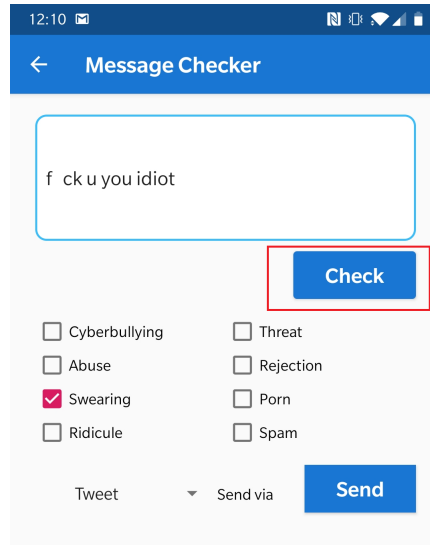 12:10
Message Checker
f ck u you idiot
Check
Cyberbullying Threat
Abuse Rejection
Swearing Porn
Ridicule Spam
Tweet Send via Send